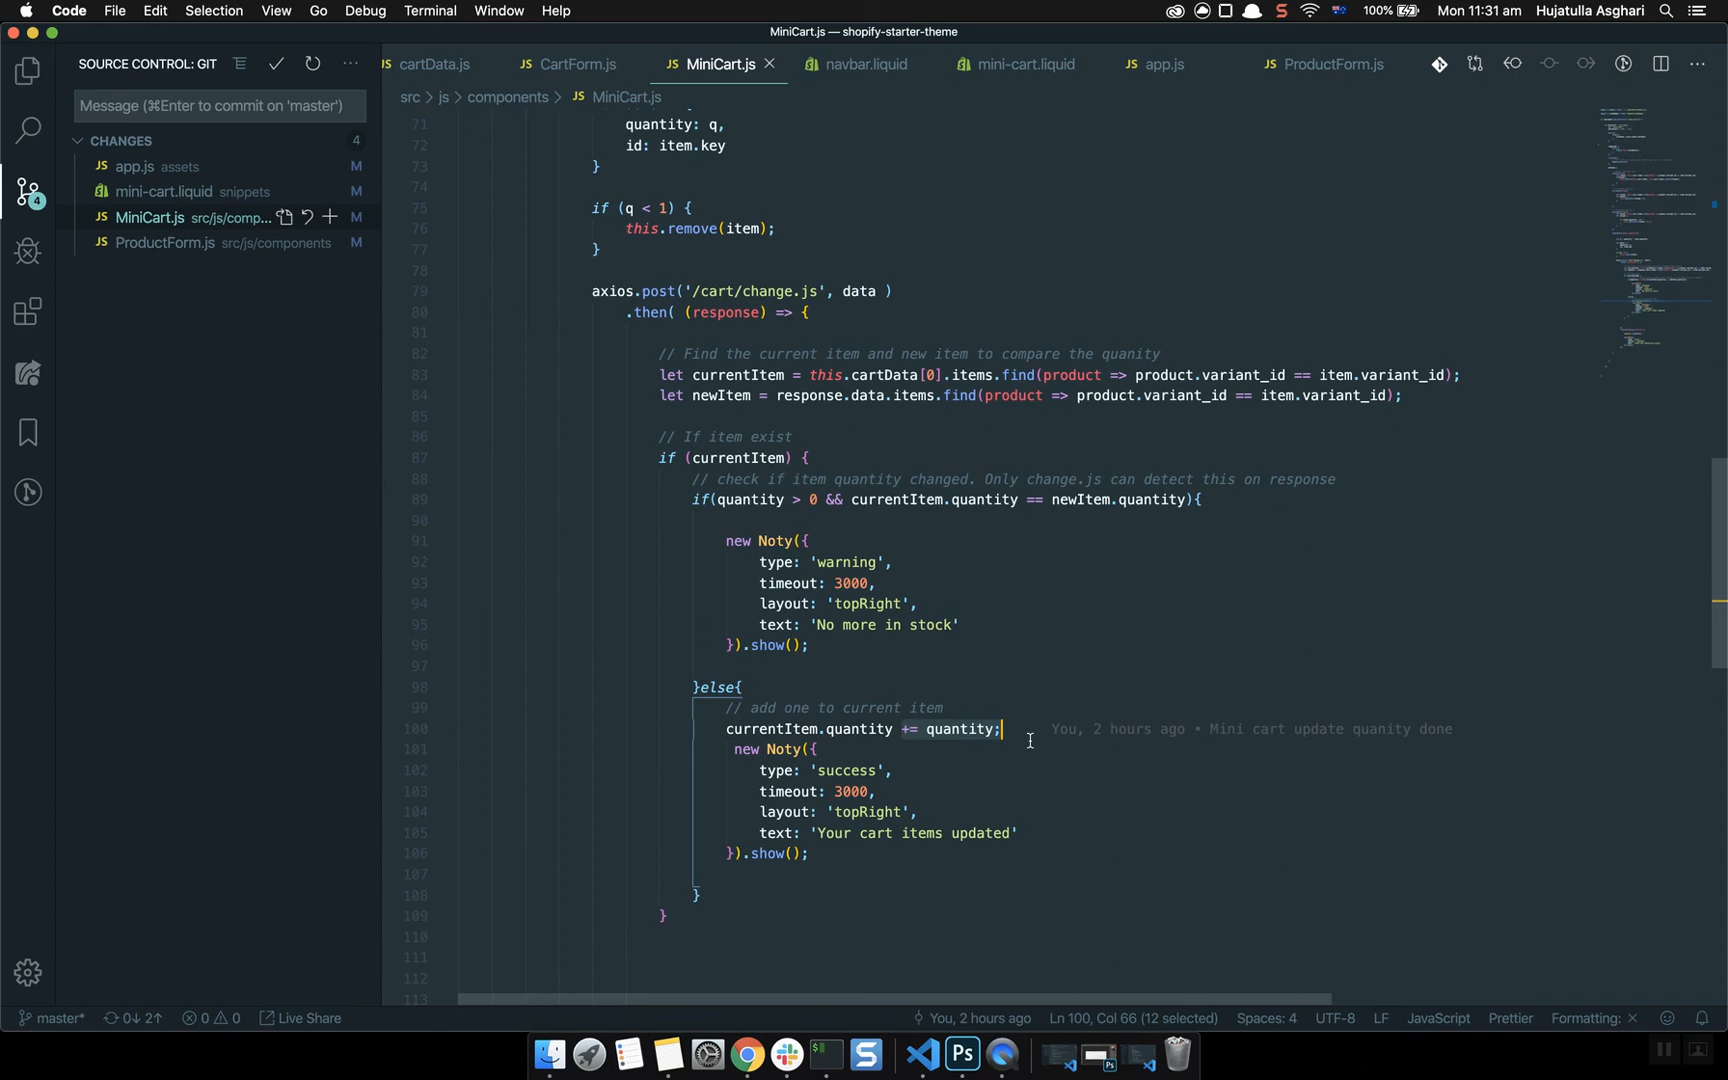 Code File Edit Selection View Go Debug Terminal Window Help 100% Mon 11:31 am Hujatulla Asghari
MiniCart.js — shopify-starter-theme
SOURCE CONTROL: GIT
JS cartData.js JS CartForm.js JS MiniCart.js navbar.liquid mini-cart.liquid JS app.js JS ProductForm.js
Message (⌘Enter to commit on 'master')
src > js > components > JS MiniCart.js
CHANGES 4
JS app.js assets M
mini-cart.liquid snippets M
JS MiniCart.js src/js/comp... M
JS ProductForm.js src/js/components M
4
71 quantity: q,
72 id: item.key
73 }
74
75 if (q < 1) {
76 this.remove(item);
77 }
78
79 axios.post('/cart/change.js', data )
80 .then( (response) => {
81
82 // Find the current item and new item to compare the quanity
83 let currentItem = this.cartData[0].items.find(product => product.variant_id == item.variant_id);
84 let newItem = response.data.items.find(product => product.variant_id == item.variant_id);
85
86 // If item exist
87 if (currentItem) {
88 // check if item quantity changed. Only change.js can detect this on response
89 if(quantity > 0 && currentItem.quantity == newItem.quantity){
90
91 new Noty({
92 type: 'warning',
93 timeout: 3000,
94 layout: 'topRight',
95 text: 'No more in stock'
96 }).show();
97
98 }else{
99 // add one to current item
100 currentItem.quantity += quantity; You, 2 hours ago • Mini cart update quanity done
101 new Noty({
102 type: 'success',
103 timeout: 3000,
104 layout: 'topRight',
105 text: 'Your cart items updated'
106 }).show();
107
108 }
109 }
110
111
112
113
master* 0↓ 2↑ 0 0 Live Share You, 2 hours ago Ln 100, Col 66 (12 selected) Spaces: 4 UTF-8 LF JavaScript Prettier Formatting: ×
Ps